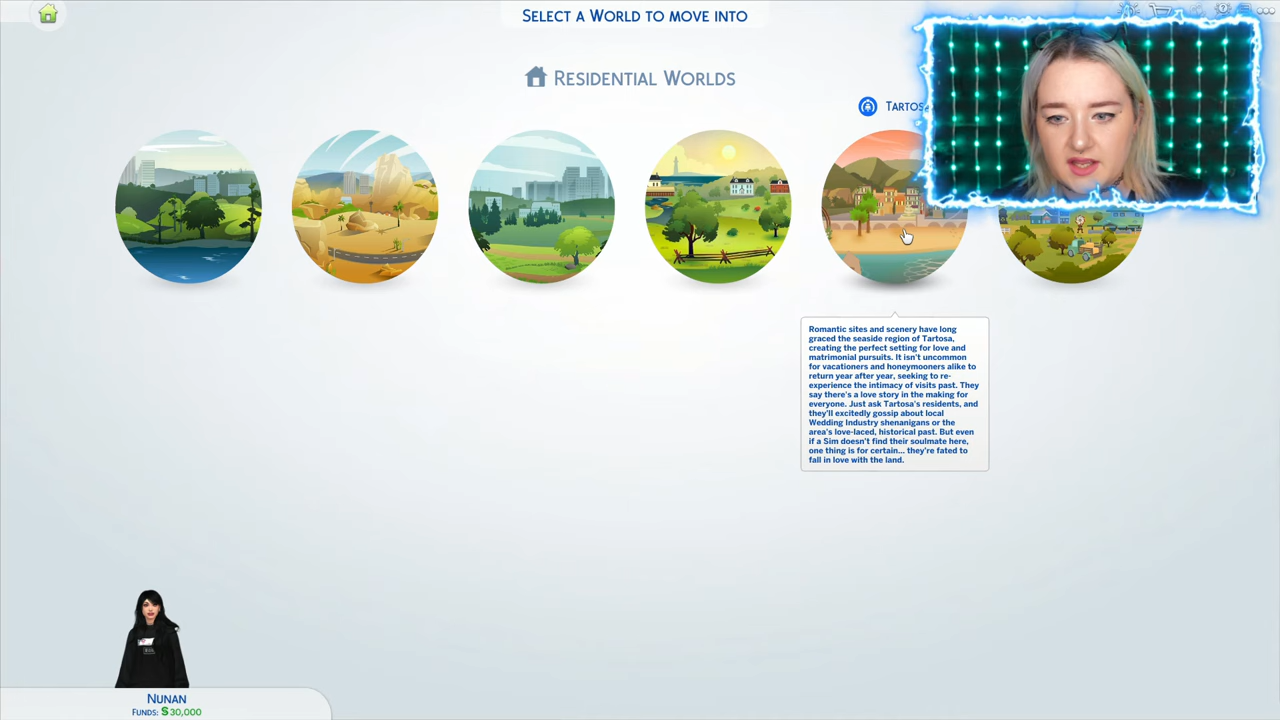 Select a World to move into
Residential Worlds
Romantic sites and scenery have long
graced the seaside region of Tartosa,
creating the perfect setting for love and
matrimonial pursuits. It isn't uncommon
for vacationers and honeymooners alike to
return year after year, seeking to re-
experience the intimacy of visits past. They
say there's a love story in the making for
everyone. Just ask Tartosa's residents, and
they'll excitedly gossip about local
Wedding Industry shenanigans or the
area's love-laced, historical past. But even
if a Sim doesn't find their soulmate here,
one thing is for certain... they're fated to
fall in love with the land.
Nunan
Funds: §30,000